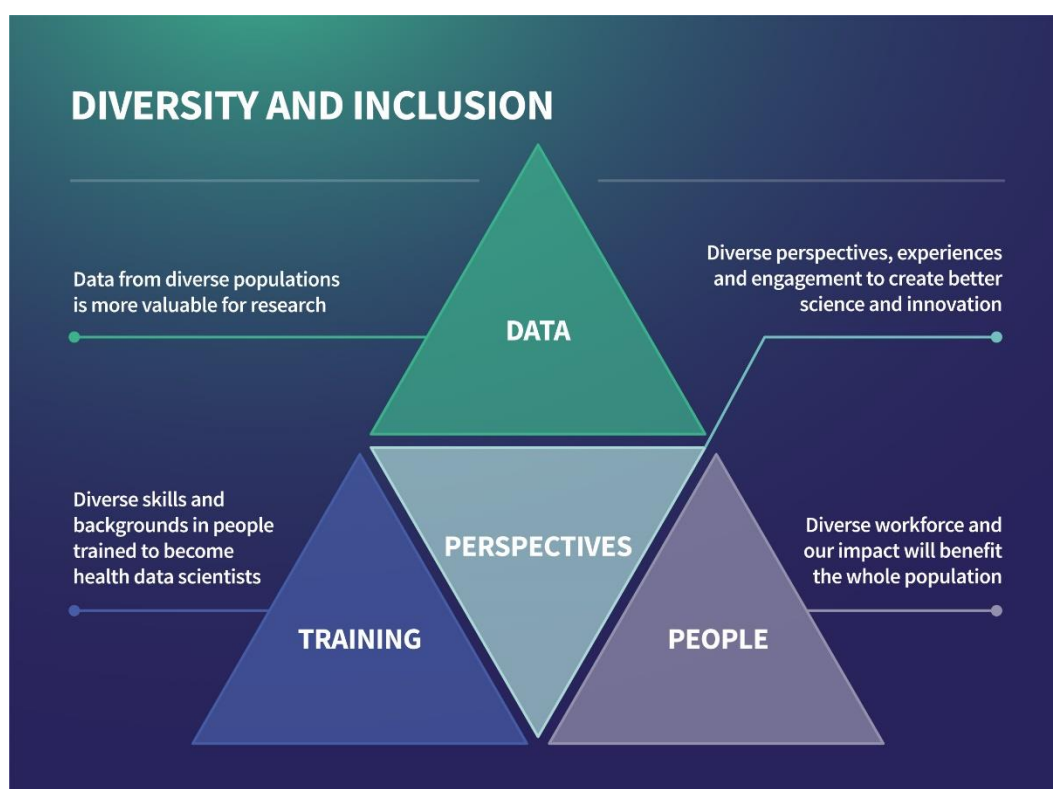 DIVERSITY AND INCLUSION
Data from diverse populations
is more valuable for research
Diverse perspectives, experiences
and engagement to create better
science and innovation
DATA
Diverse skills and
backgrounds in people
trained to become
health data scientists
PERSPECTIVES
Diverse workforce and
our impact will benefit
the whole population
TRAINING
PEOPLE